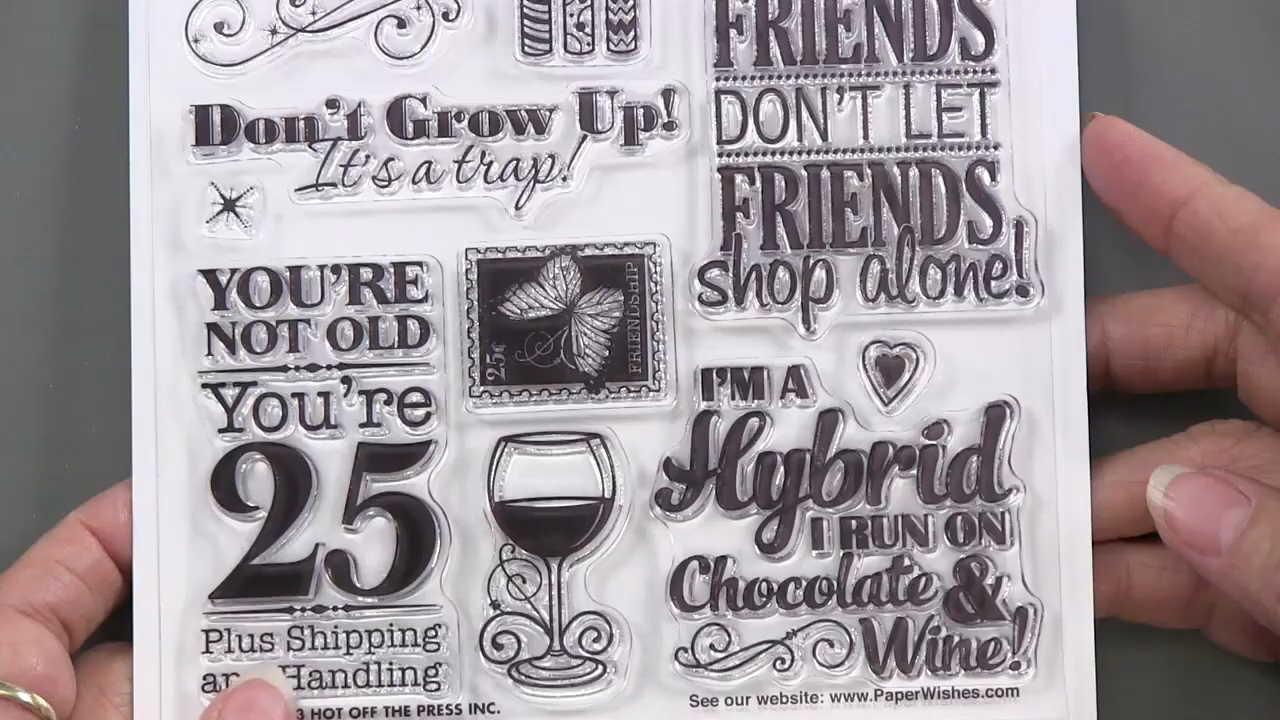 Don't Grow Up!
It's a trap!
YOU'RE
NOT OLD
You're
25
Plus Shipping
Handling
25¢
FRIENDSHIP
FRIENDS
DON'T LET
FRIENDS
shop alone!
I'M A
Hybrid
I RUN ON
Chocolate &
Wine!
3 HOT OFF THE PRESS INC.
See our website: www.PaperWishes.com